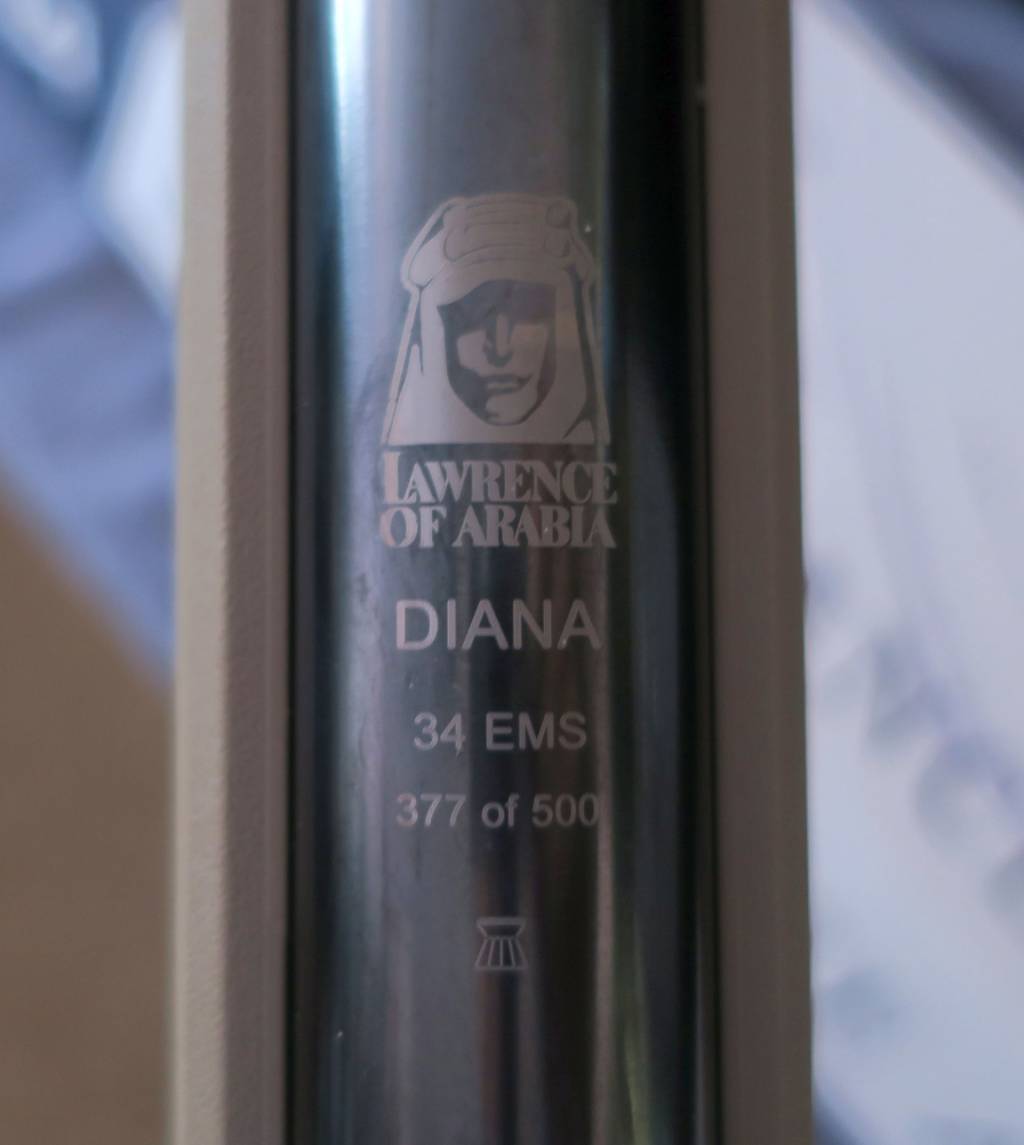 LAWRENCE
OF ARABIA
DIANA
34 EMS
377 of 500